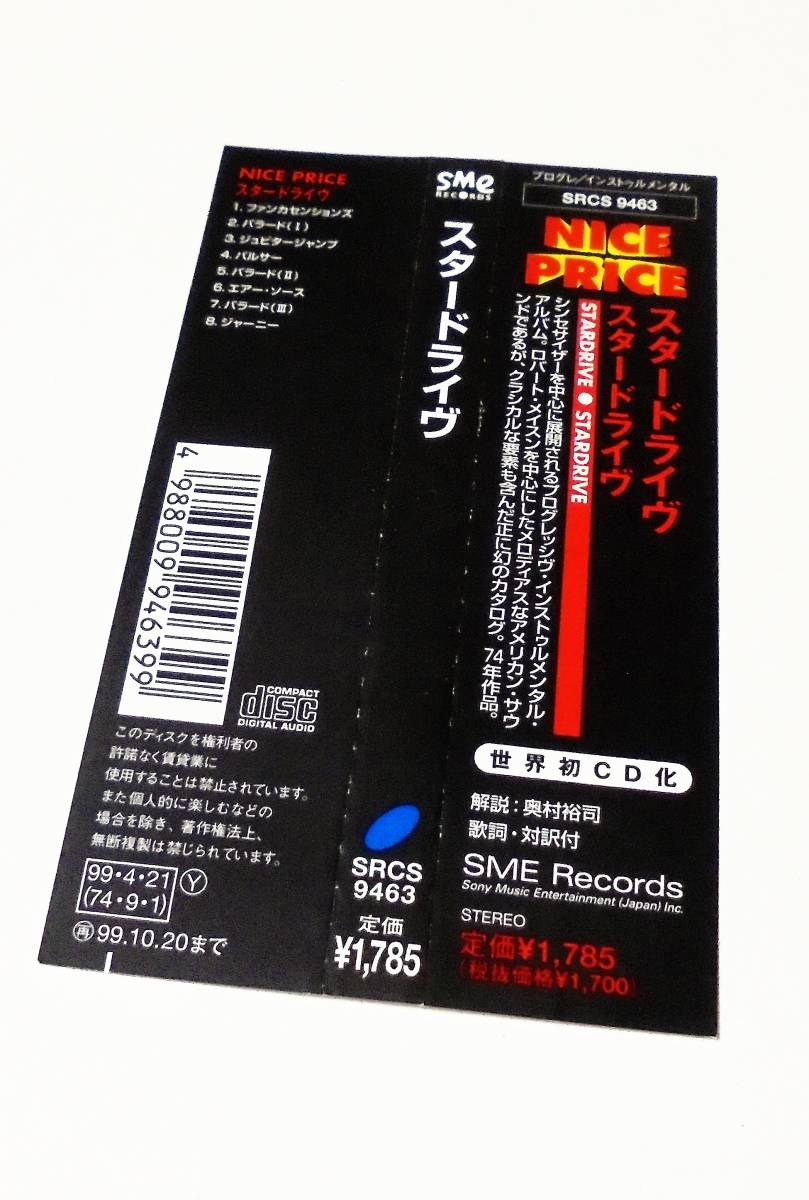 NICE PRICE
スタードライヴ
1. ファンカセンションズ
2. バラード(Ⅰ)
3. ジュピタージャンプ
4. パルサー
5. バラード(Ⅱ)
6. エアー・ソース
7. バラード(Ⅲ)
8. ジャーニー
4 988009 946399
COMPACT
disc
DIGITAL AUDIO
このディスクを権利者の
許諾なく賃貸業に
使用することは禁止されています。
また個人的に楽しむなどの
場合を除き、著作権法上、
無断複製は禁じられています。
99・4・21
(74・9・1)
Y
再99.10.20まで
SMe
RECORDS
スタードライヴ
SRCS
9463
定価
¥1,785
プログレ/インストゥルメンタル
SRCS 9463
NICE
PRICE
スタードライヴ
スタードライヴ
STARDRIVE ● STARDRIVE
シンセサイザーを中心に展開されるプログレッシヴ・インストゥルメンタル・
アルバム。ロバート・メイスンを中心にしたメロディアスなアメリカン・サウ
ンドであるが、クラシカルな要素も含んだ正に幻のカタログ。74年作品。
世界初CD化
解説:奥村裕司
歌詞・対訳付
SME Records
Sony Music Entertainment (Japan) Inc.
STEREO
定価¥1,785
(税抜価格¥1,700)